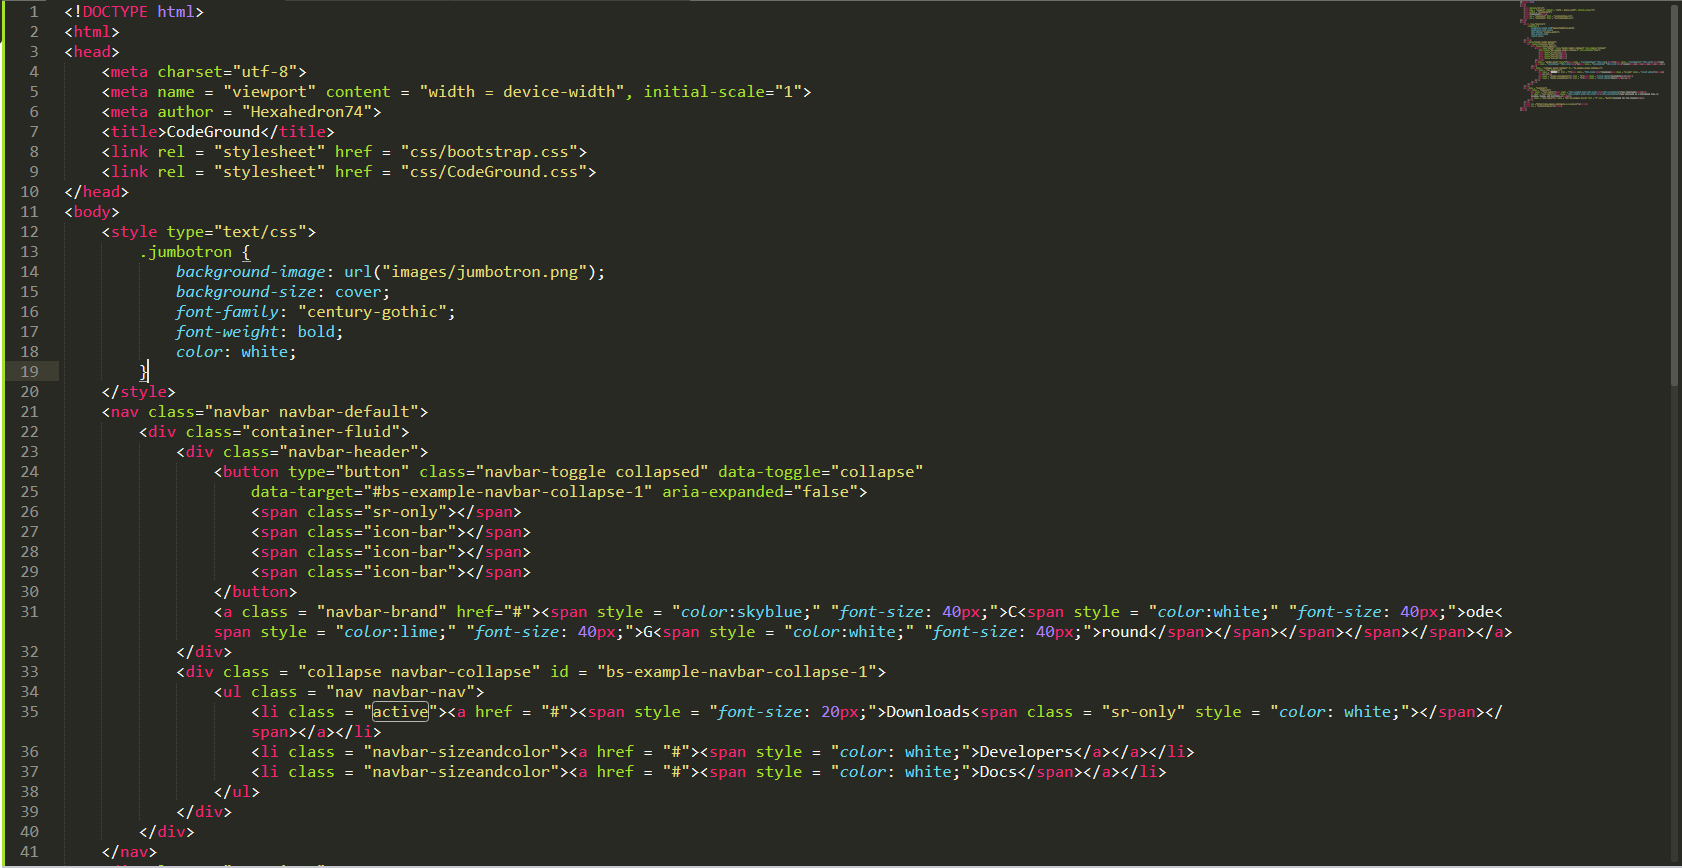 1 <!DOCTYPE html>
2 <html>
3 <head>
4 <meta charset="utf-8">
5 <meta name = "viewport" content = "width = device-width", initial-scale="1">
6 <meta author = "Hexahedron74">
7 <title>CodeGround</title>
8 <link rel = "stylesheet" href = "css/bootstrap.css">
9 <link rel = "stylesheet" href = "css/CodeGround.css">
10 </head>
11 <body>
12 <style type="text/css">
13 .jumbotron {
14 background-image: url("images/jumbotron.png");
15 background-size: cover;
16 font-family: "century-gothic";
17 font-weight: bold;
18 color: white;
19 }
20 </style>
21 <nav class="navbar navbar-default">
22 <div class="container-fluid">
23 <div class="navbar-header">
24 <button type="button" class="navbar-toggle collapsed" data-toggle="collapse"
25 data-target="#bs-example-navbar-collapse-1" aria-expanded="false">
26 <span class="sr-only"></span>
27 <span class="icon-bar"></span>
28 <span class="icon-bar"></span>
29 <span class="icon-bar"></span>
30 </button>
31 <a class = "navbar-brand" href="#"><span style = "color:skyblue;" "font-size: 40px;">C<span style = "color:white;" "font-size: 40px;">ode<
span style = "color:lime;" "font-size: 40px;">G<span style = "color:white;" "font-size: 40px;">round</span></span></span></span></span></a>
32 </div>
33 <div class = "collapse navbar-collapse" id = "bs-example-navbar-collapse-1">
34 <ul class = "nav navbar-nav">
35 <li class = "active"><a href = "#"><span style = "font-size: 20px;">Downloads<span class = "sr-only" style = "color: white;"></span></
span></a></li>
36 <li class = "navbar-sizeandcolor"><a href = "#"><span style = "color: white;">Developers</a></a></li>
37 <li class = "navbar-sizeandcolor"><a href = "#"><span style = "color: white;">Docs</span></a></li>
38 </ul>
39 </div>
40 </div>
41 </nav>